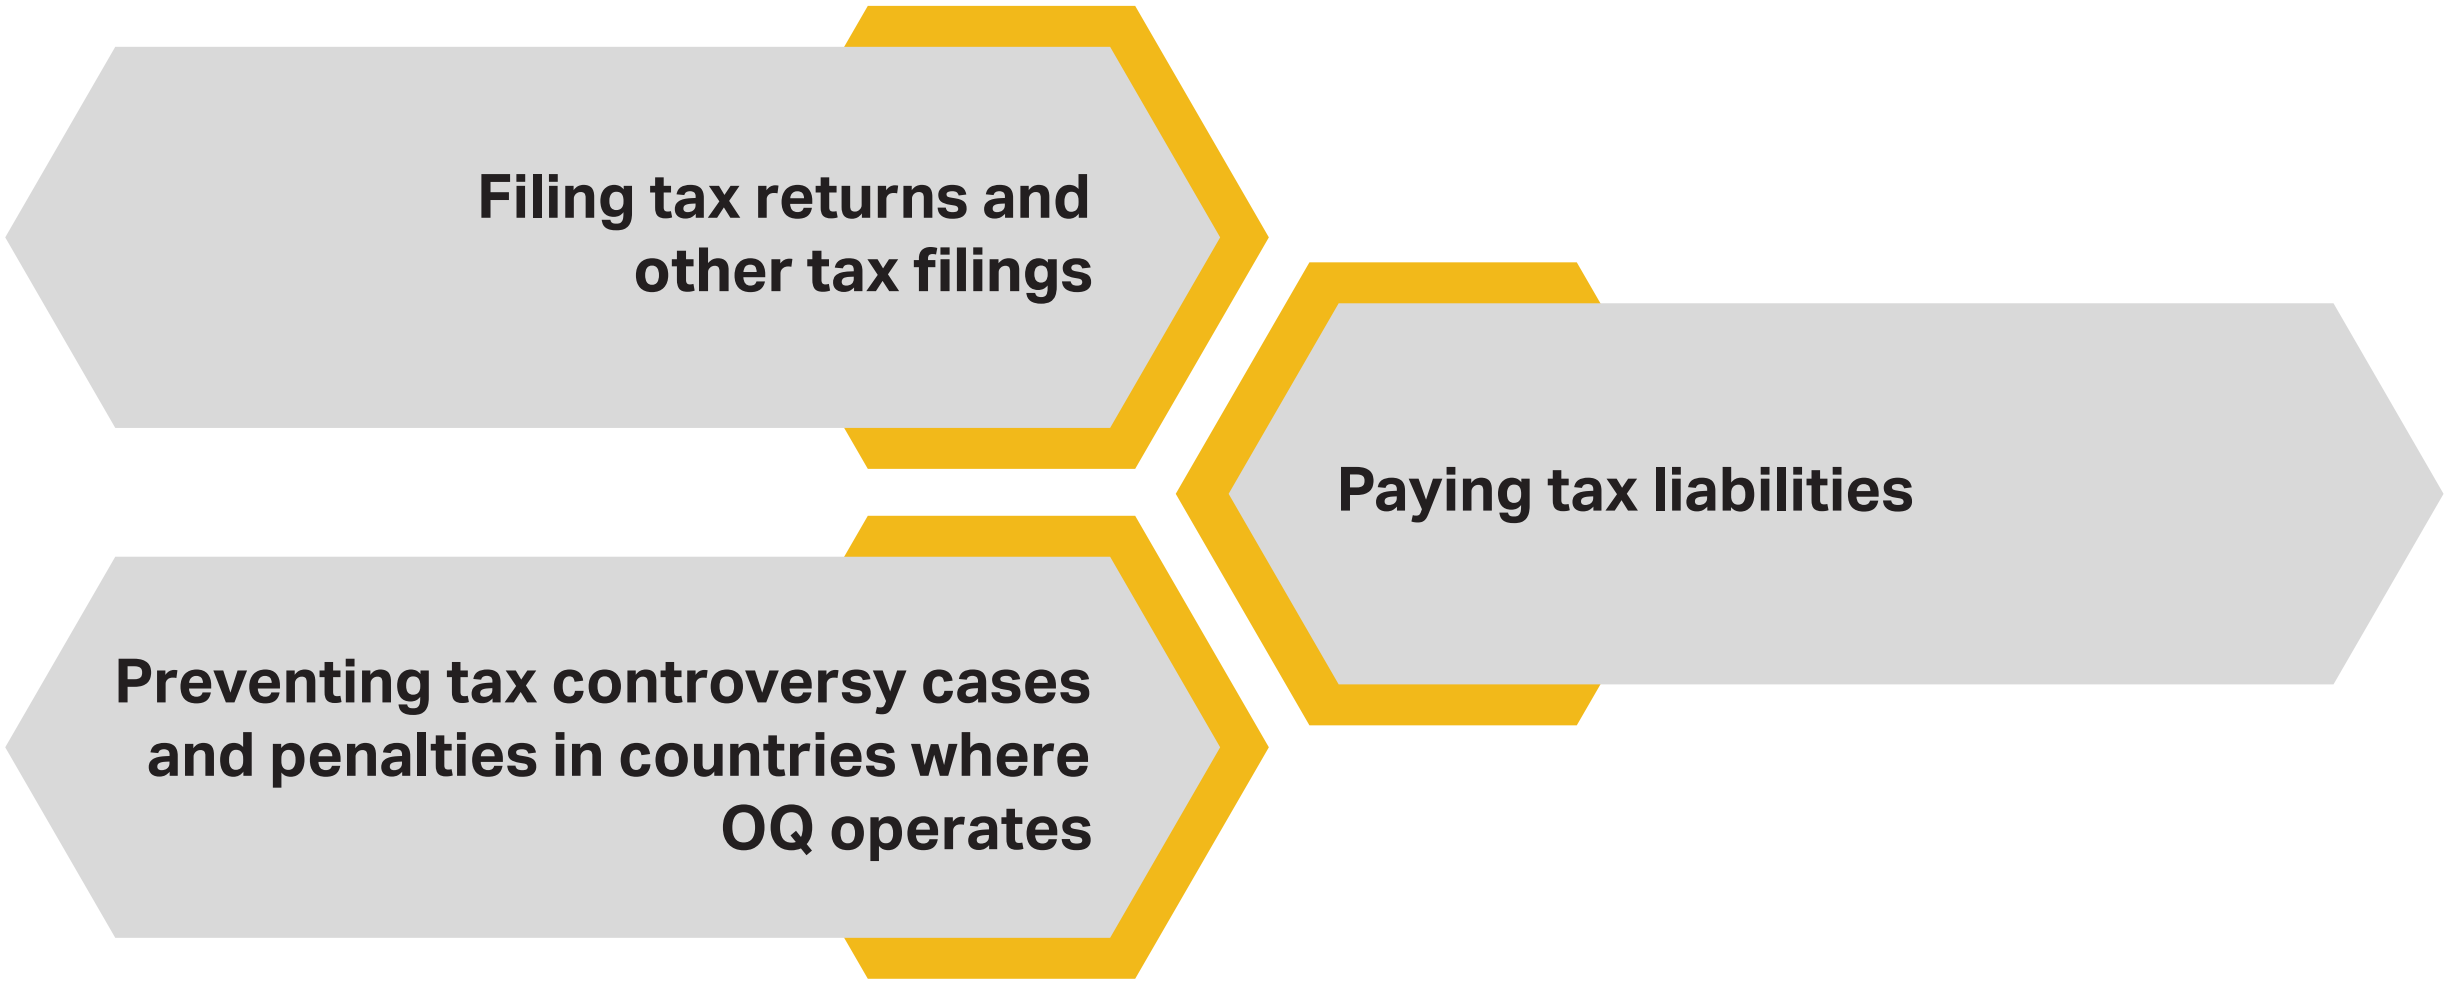 Filing tax returns and
other tax filings
Paying tax liabilities
Preventing tax controversy cases
and penalties in countries where
OQ operates